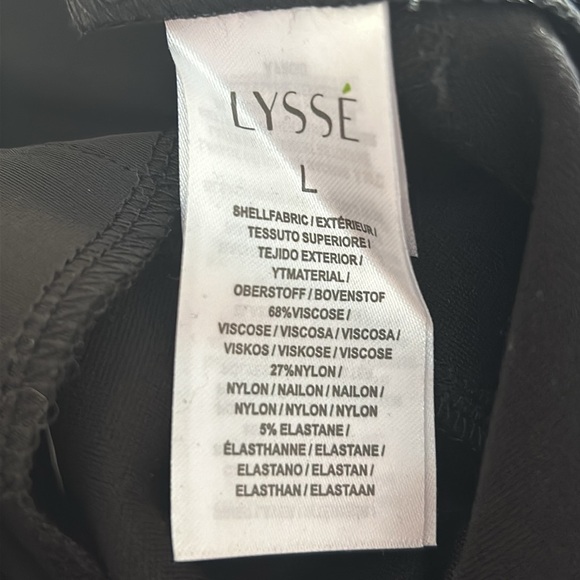 LYSSÉ
L
SHELLFABRIC / EXTÉRIEUR /
TESSUTO SUPERIORE /
TEJIDO EXTERIOR /
YTMATERIAL /
OBERSTOFF / BOVENSTOF
68%VISCOSE /
VISCOSE / VISCOSA / VISCOSA /
VISKOS / VISKOSE / VISCOSE
27%NYLON /
NYLON / NAILON / NAILON /
NYLON / NYLON / NYLON
5% ELASTANE /
ÉLASTHANNE / ELASTANE /
ELASTANO / ELASTAN /
ELASTHAN / ELASTAAN